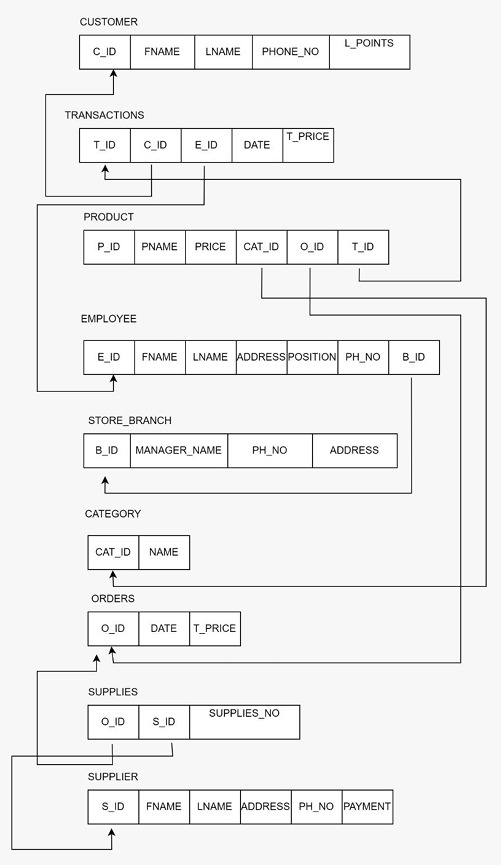 CUSTOMER
C_ID FNAME LNAME PHONE_NO L_POINTS
TRANSACTIONS
T_ID C_ID E_ID DATE T_PRICE
PRODUCT
P_ID PNAME PRICE CAT_ID O_ID T_ID
EMPLOYEE
E_ID FNAME LNAME ADDRESS POSITION PH_NO B_ID
STORE_BRANCH
B_ID MANAGER_NAME PH_NO ADDRESS
CATEGORY
CAT_ID NAME
ORDERS
O_ID DATE T_PRICE
SUPPLIES
O_ID S_ID SUPPLIES_NO
SUPPLIER
S_ID FNAME LNAME ADDRESS PH_NO PAYMENT